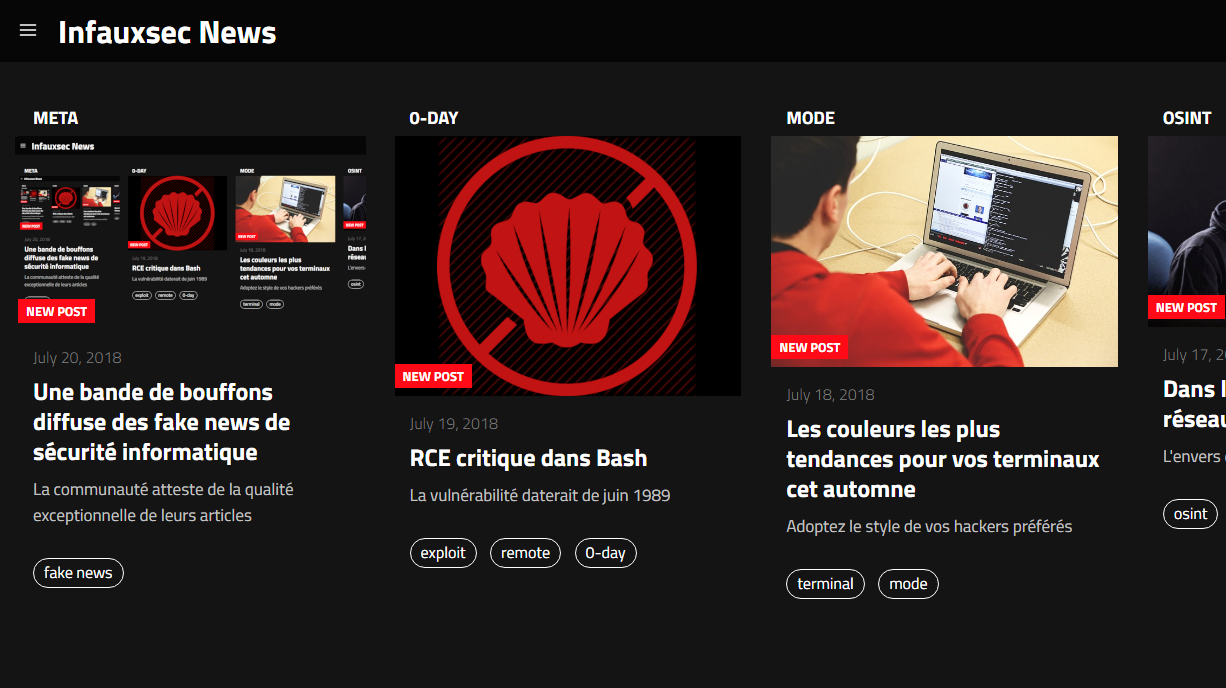 Infauxsec News
META
Infauxsec News
META
0-DAY
MODE
OSINT
NEW POST
NEW POST
NEW POST
Une bande de bouffons
diffuse des fake news de
sécurité informatique
La communauté atteste de la qualité
exceptionnelle de leurs articles
July 19, 2018
RCE critique dans Bash
La vulnérabilité daterait de juin 1989
exploit
remote
0-day
July 18, 2018
Les couleurs les plus
tendances pour vos terminaux
cet automne
Adoptez le style de vos hackers préférés
terminal
mode
Dans l
réseau
L'envers
osint
NEW POST
July 20, 2018
Une bande de bouffons
diffuse des fake news de
sécurité informatique
La communauté atteste de la qualité
exceptionnelle de leurs articles
fake news
0-DAY
NEW POST
July 19, 2018
RCE critique dans Bash
La vulnérabilité daterait de juin 1989
exploit
remote
0-day
MODE
NEW POST
July 18, 2018
Les couleurs les plus
tendances pour vos terminaux
cet automne
Adoptez le style de vos hackers préférés
terminal
mode
OSINT
NEW POST
July 17, 2
Dans l
réseau
L'envers
osint